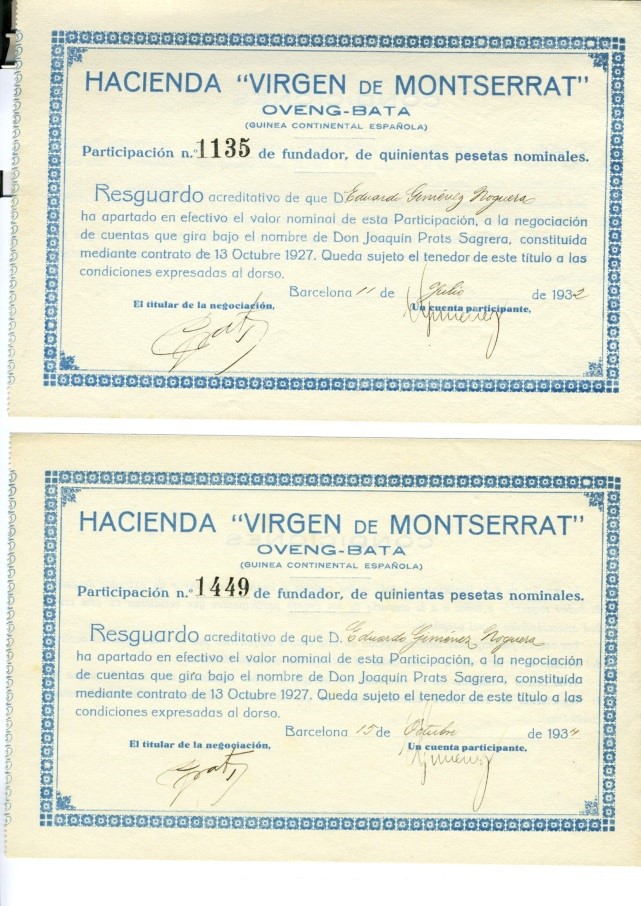 HACIENDA "VIRGEN DE MONTSERRAT"
OVENG-BATA
(GUINEA CONTINENTAL ESPAÑOLA)
Participación n.º 1135 de fundador, de quinientas pesetas nominales.
Resguardo acreditativo de que D. Eduardo Giménez Noguera
ha apartado en efectivo el valor nominal de esta Participación, a la negociación
de cuentas que gira bajo el nombre de Don Joaquín Prats Sagrera, constituída
mediante contrato de 13 Octubre 1927. Queda sujeto el tenedor de este título a las
condiciones expresadas al dorso.
Barcelona 11 de Julio de 1932
El titular de la negociación, Un cuenta participante,
Prats Giménez
HACIENDA "VIRGEN DE MONTSERRAT"
OVENG-BATA
(GUINEA CONTINENTAL ESPAÑOLA)
Participación n.º 1449 de fundador, de quinientas pesetas nominales.
Resguardo acreditativo de que D. Eduardo Giménez Noguera
ha apartado en efectivo el valor nominal de esta Participación, a la negociación
de cuentas que gira bajo el nombre de Don Joaquín Prats Sagrera, constituída
mediante contrato de 13 Octubre 1927. Queda sujeto el tenedor de este título a las
condiciones expresadas al dorso.
Barcelona 15 de Octubre de 1934
El titular de la negociación, Un cuenta participante,
Prats Giménez